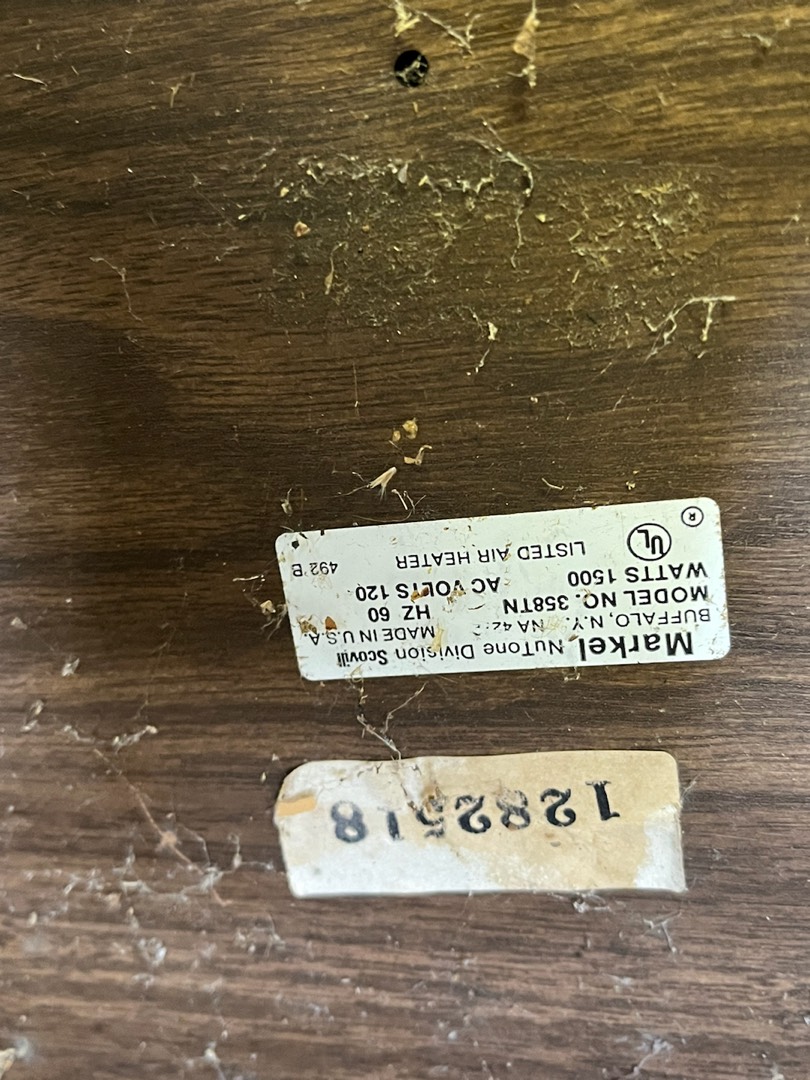 1282518
Markel NuTone Division Scovill
BUFFALO, N.Y. MADE IN U.S.A.
MODEL NO. 358TN HZ 60
WATTS 1500 AC VOLTS 120
UL LISTED AIR HEATER 492 B
®